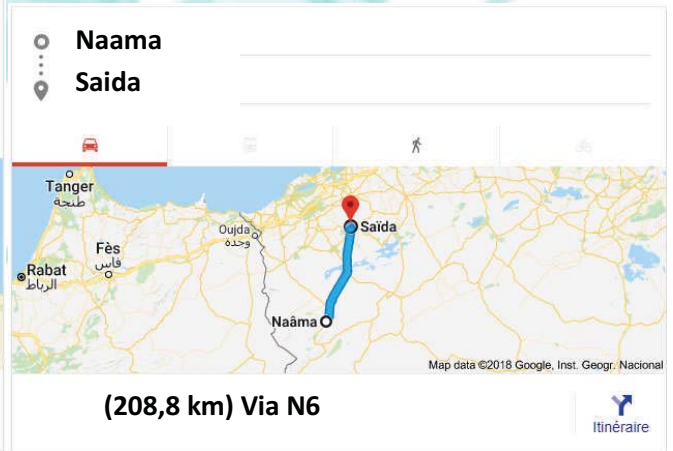 Naama
Saida
Tanger
طنجة
Oujda
وجدة
Saïda
Fès
فاس
Rabat
الرباط
Naâma
Map data ©2018 Google, Inst. Geogr. Nacional
(208,8 km) Via N6
Itinéraire